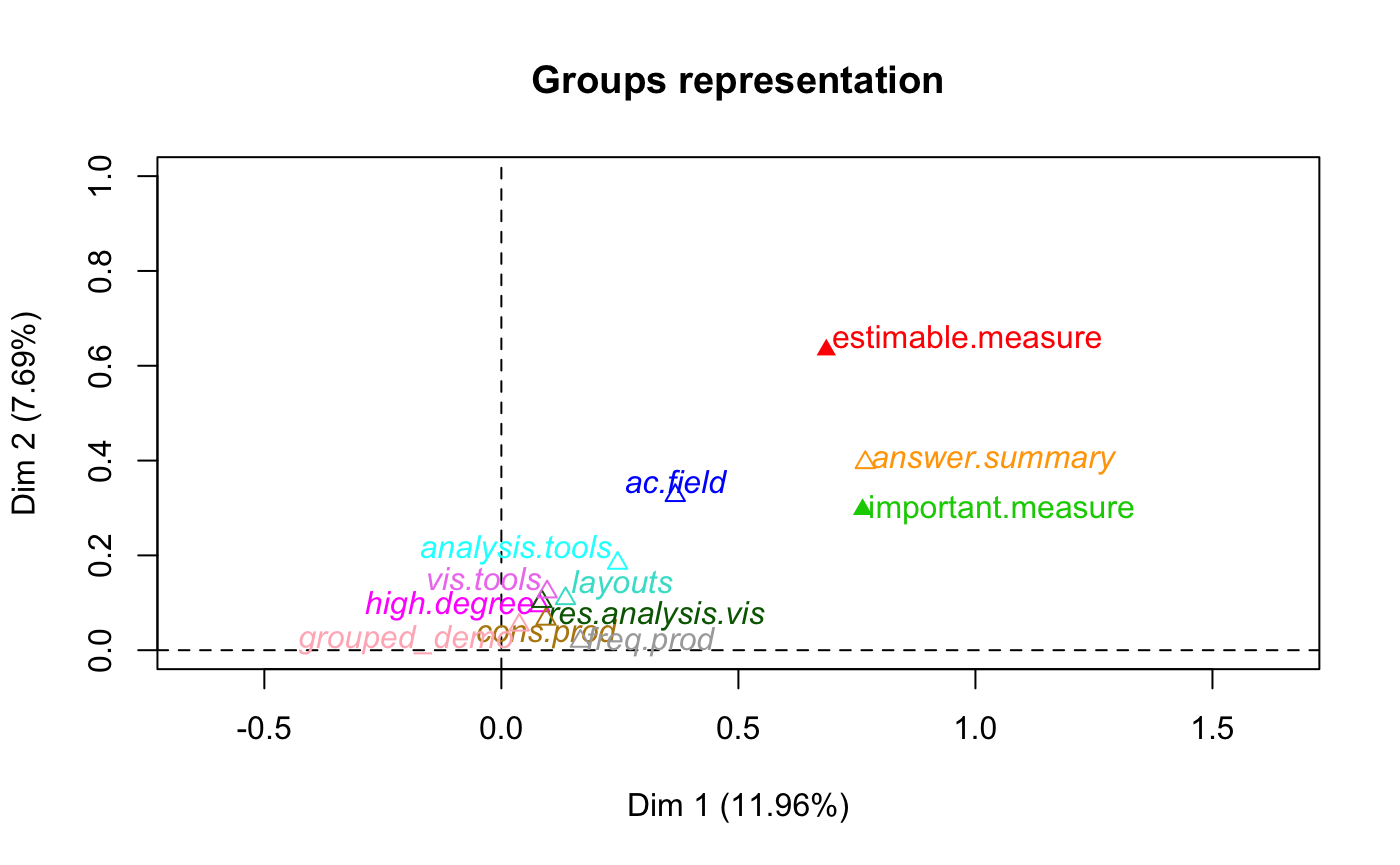 Groups representation
Dim 2 (7.69%)
1.0
0.8
0.6
0.4
0.2
0.0
estimable.measure
answer.summary
ac.field
important.measure
analysis.tools
vis.tools
layouts
high.degree
res.analysis.vis
grouped_demo
cons.prod
freq.prod
-0.5
0.0
0.5
1.0
1.5
Dim 1 (11.96%)